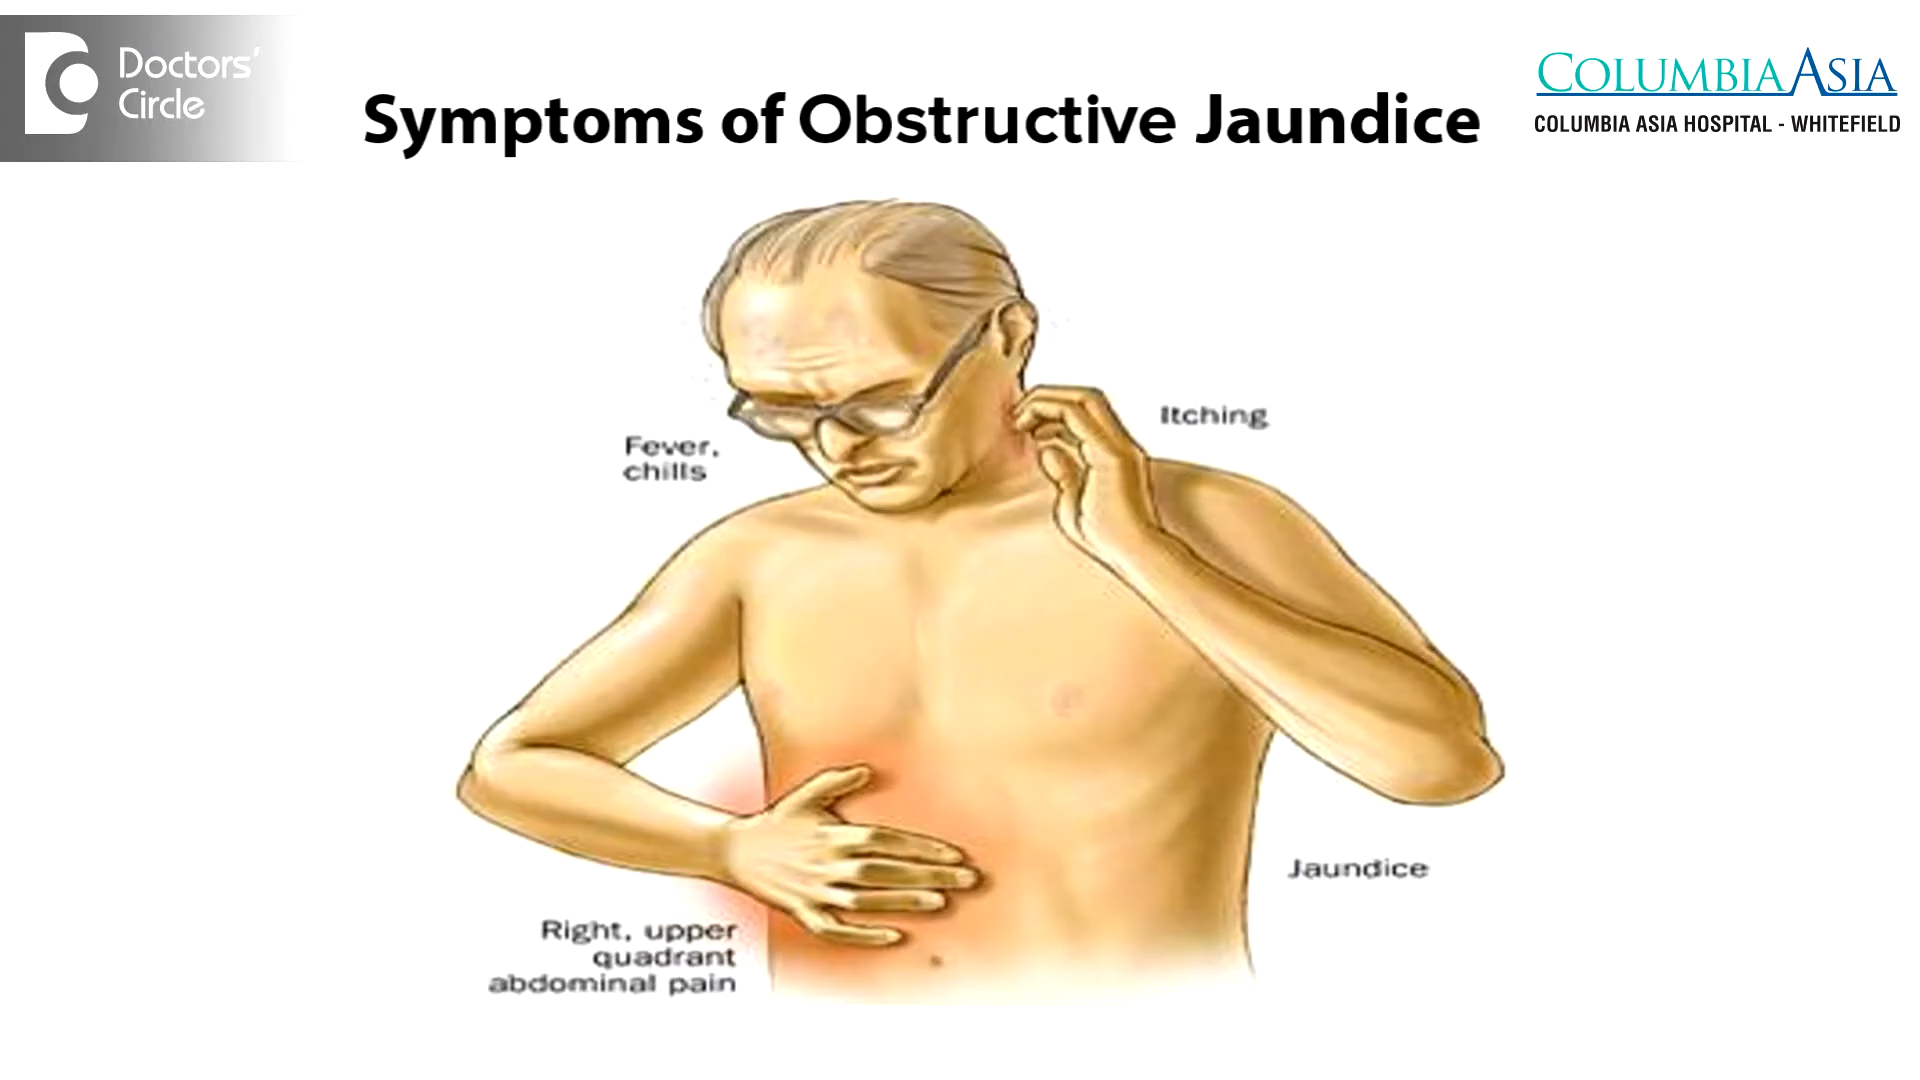 Doctors'
Circle
Symptoms of Obstructive Jaundice
COLUMBIA ASIA
COLUMBIA ASIA HOSPITAL - WHITEFIELD
Itching
Fever,
chills
Jaundice
Right, upper
quadrant
abdominal pain